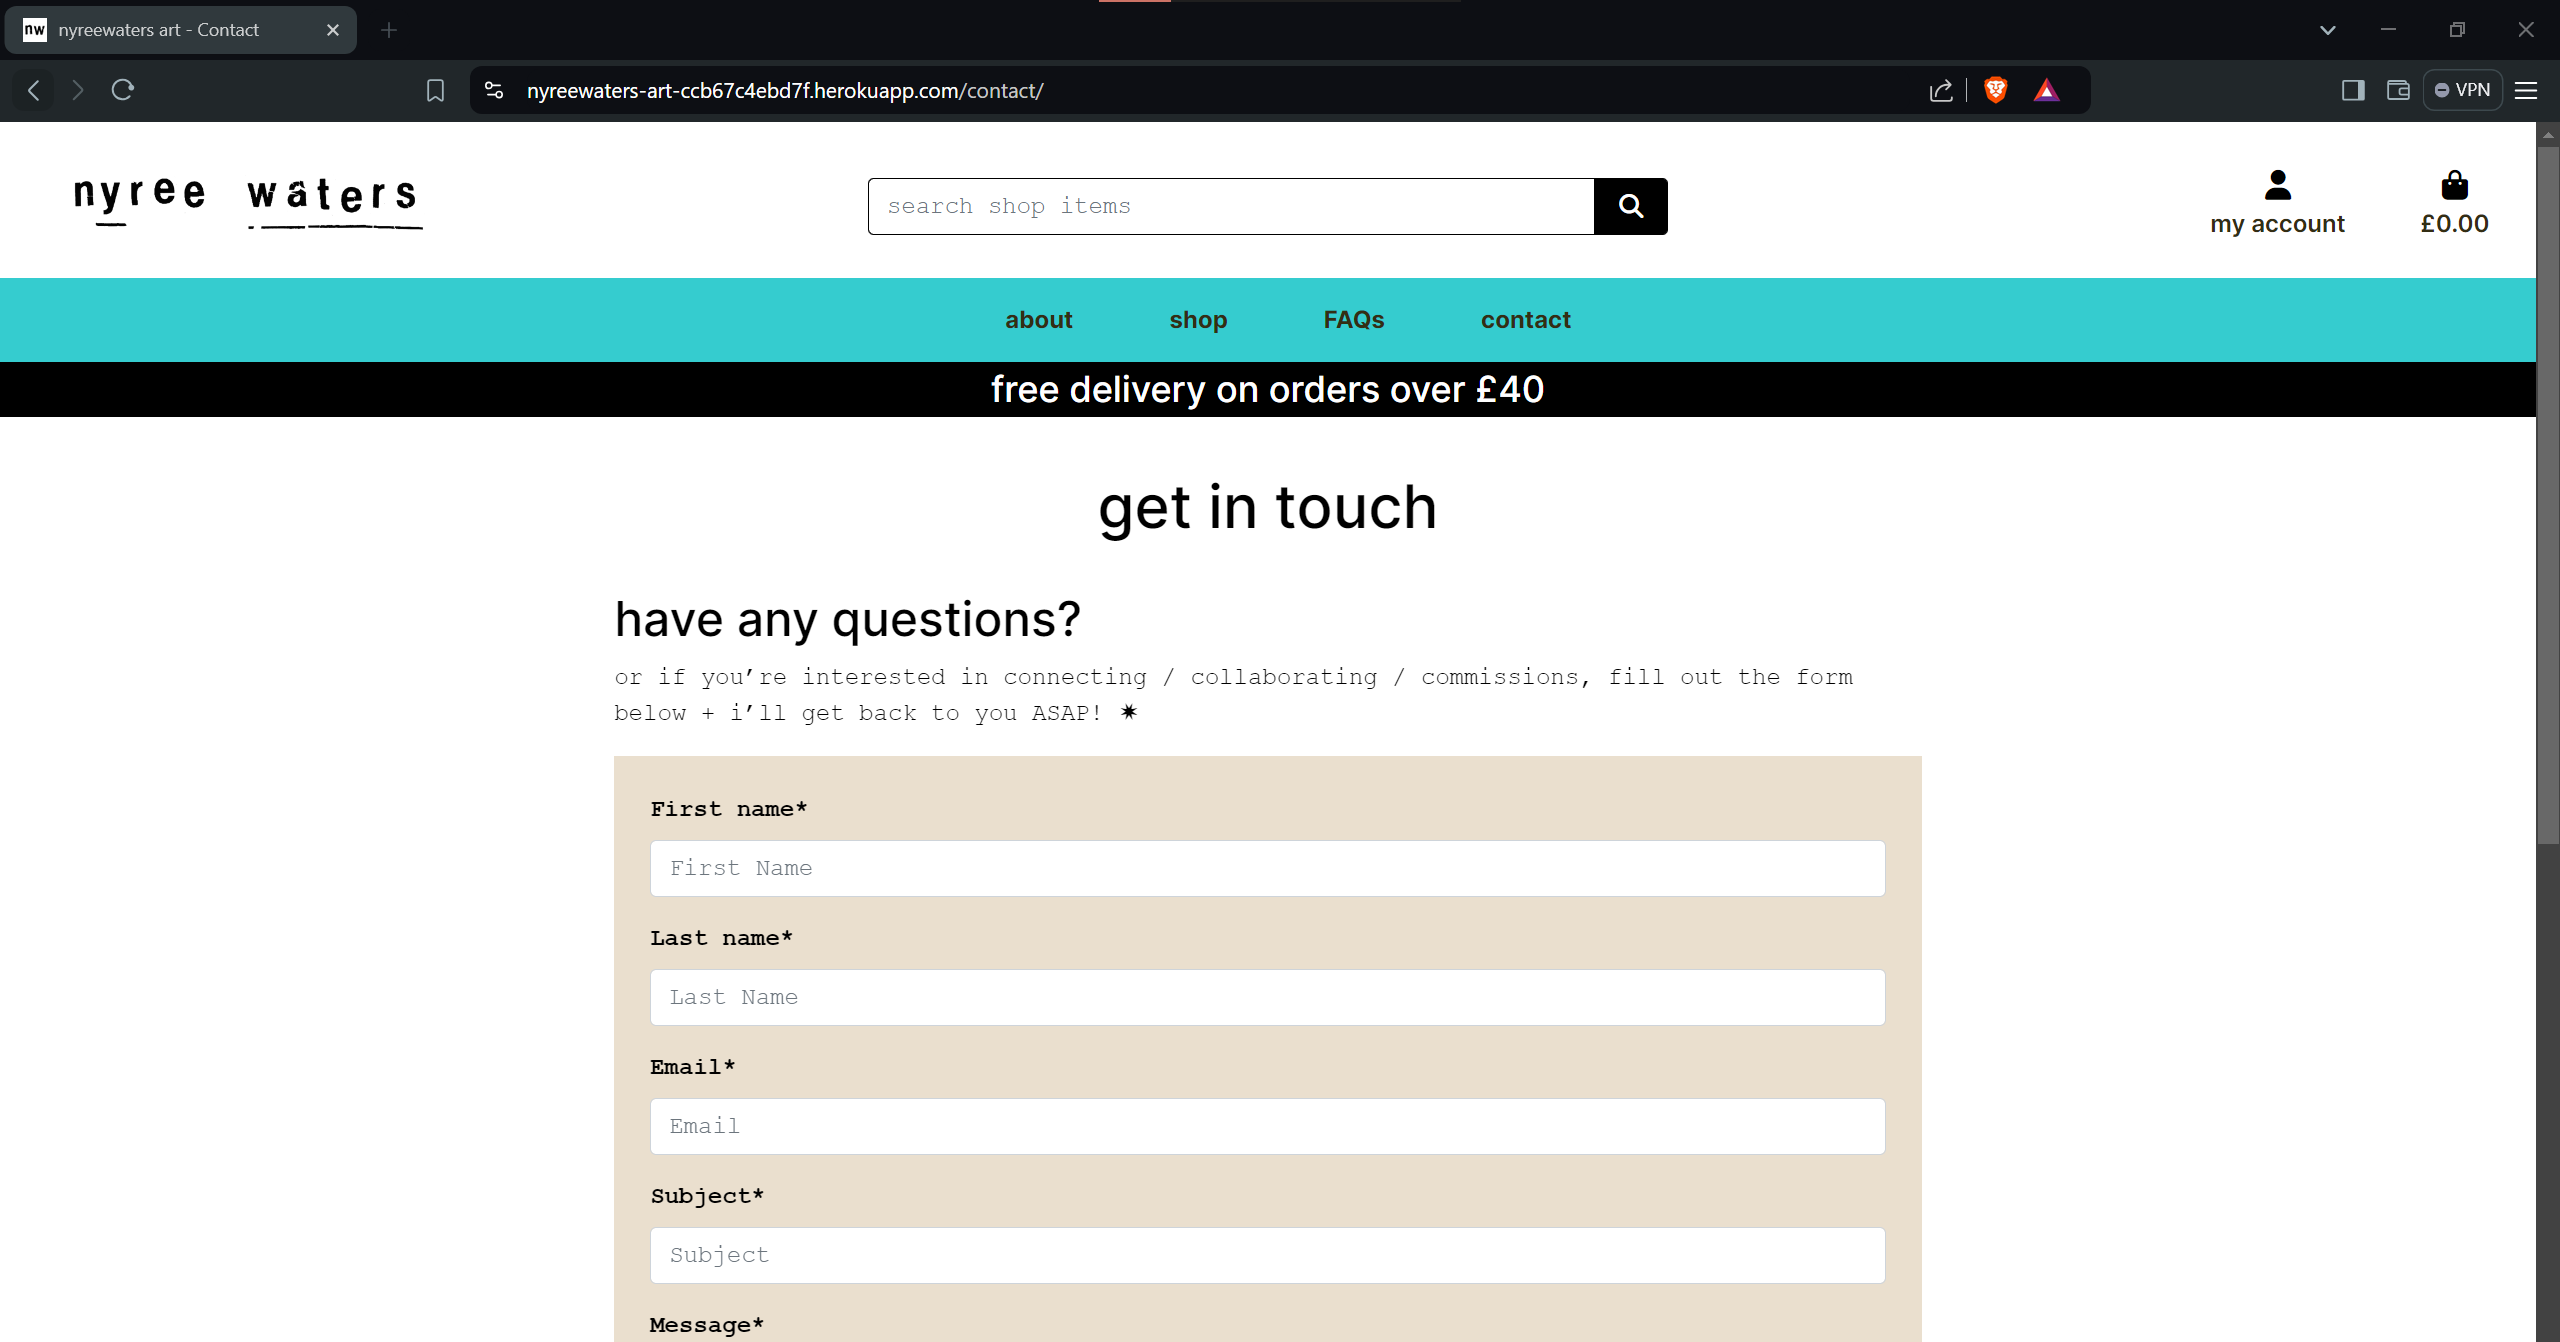 nw nyreewaters art - Contact
nyreewaters-art-ccb67c4ebd7f.herokuapp.com/contact/
VPN
nyree waters
search shop items
my account
£0.00
about shop FAQs contact
free delivery on orders over £40
get in touch
have any questions?
or if you’re interested in connecting / collaborating / commissions, fill out the form
below + i’ll get back to you ASAP! ✷
First name*
First Name
Last name*
Last Name
Email*
Email
Subject*
Subject
Message*